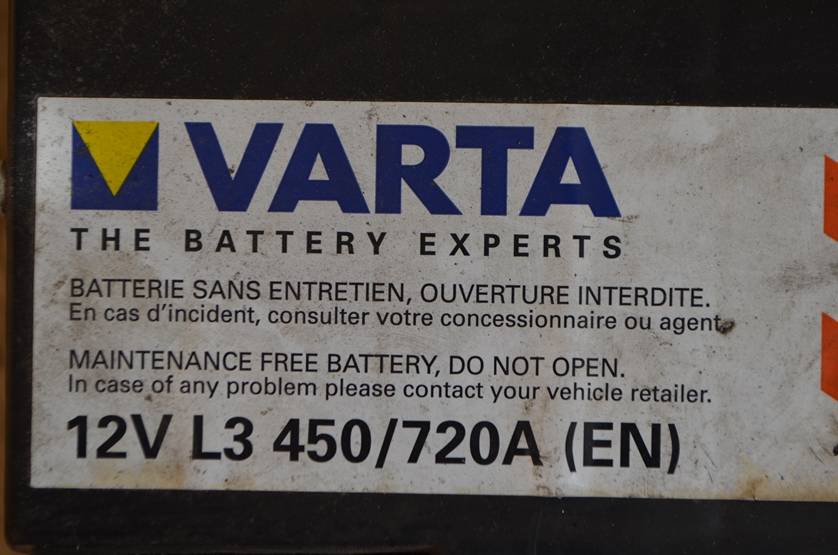 VARTA
THE BATTERY EXPERTS
BATTERIE SANS ENTRETIEN, OUVERTURE INTERDITE.
En cas d'incident, consulter votre concessionnaire ou agent.
MAINTENANCE FREE BATTERY, DO NOT OPEN.
In case of any problem please contact your vehicle retailer.
12V L3 450/720A (EN)